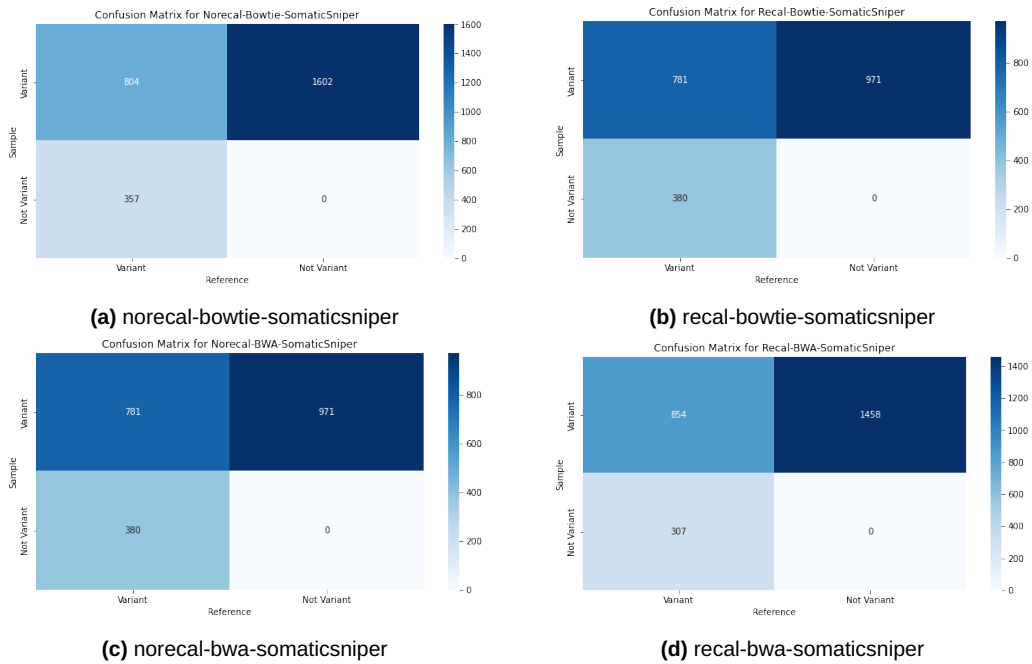 Confusion Matrix for Norecal-Bowtie-SomaticSniper
Variant
Not Variant
Sample
804
1602
357
0
Variant
Not Variant
Reference
1600
1400
1200
1000
800
600
400
200
0
(a) norecal-bowtie-somaticsniper
Confusion Matrix for Recal-Bowtie-SomaticSniper
Variant
Not Variant
Sample
781
971
380
0
Variant
Not Variant
Reference
800
600
400
200
0
(b) recal-bowtie-somaticsniper
Confusion Matrix for Norecal-BWA-SomaticSniper
Variant
Not Variant
Sample
781
971
380
0
Variant
Not Variant
Reference
800
600
400
200
0
(c) norecal-bwa-somaticsniper
Confusion Matrix for Recal-BWA-SomaticSniper
Variant
Not Variant
Sample
854
1458
307
0
Variant
Not Variant
Reference
1400
1200
1000
800
600
400
200
0
(d) recal-bwa-somaticsniper